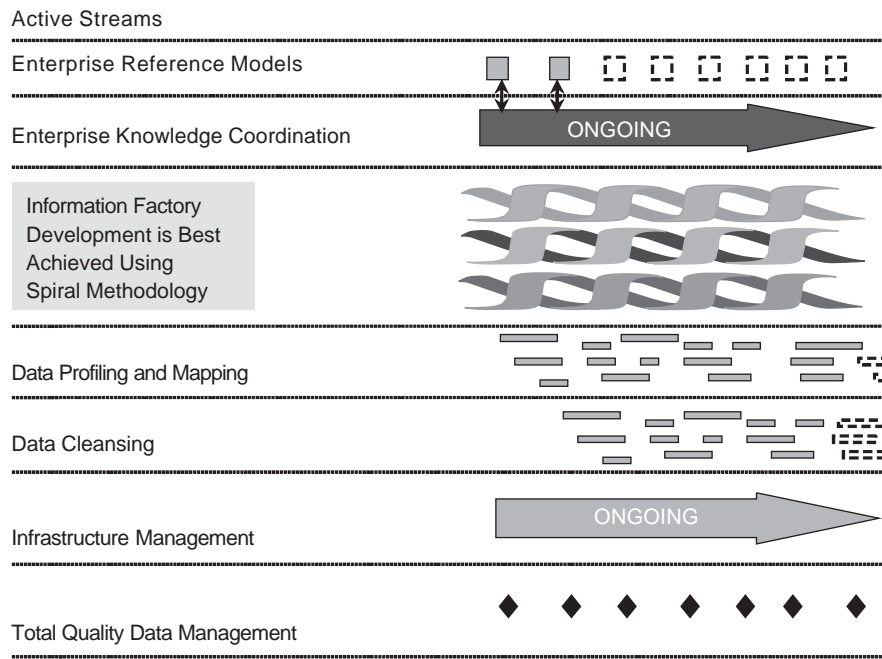 Active Streams
Enterprise Reference Models
Enterprise Knowledge Coordination
ONGOING
Information Factory
Development is Best
Achieved Using
Spiral Methodology
Data Profiling and Mapping
Data Cleansing
ONGOING
Infrastructure Management
Total Quality Data Management